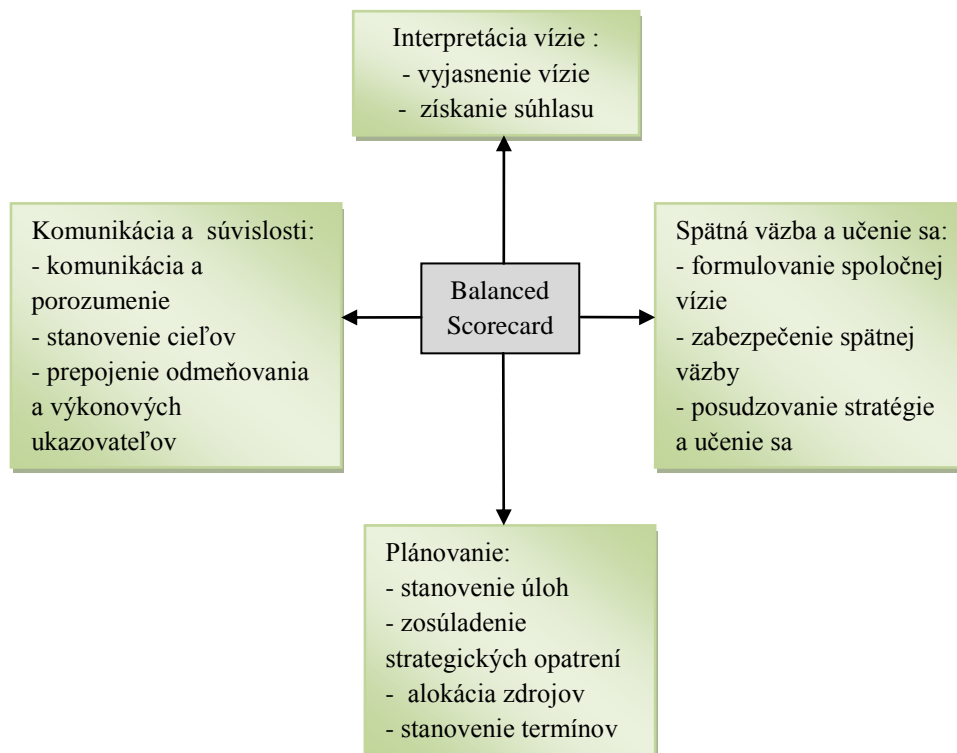 Interpretácia vízie :
- vyjasnenie vízie
- získanie súhlasu
Komunikácia a súvislosti:
- komunikácia a
porozumenie
- stanovenie cieľov
- prepojenie odmeňovania
a výkonových
ukazovateľov
Balanced
Scorecard
Spätná väzba a učenie sa:
- formulovanie spoločnej
vízie
- zabezpečenie spätnej
väzby
- posudzovanie stratégie
a učenie sa
Plánovanie:
- stanovenie úloh
- zosúladenie
strategických opatrení
- alokácia zdrojov
- stanovenie termínov